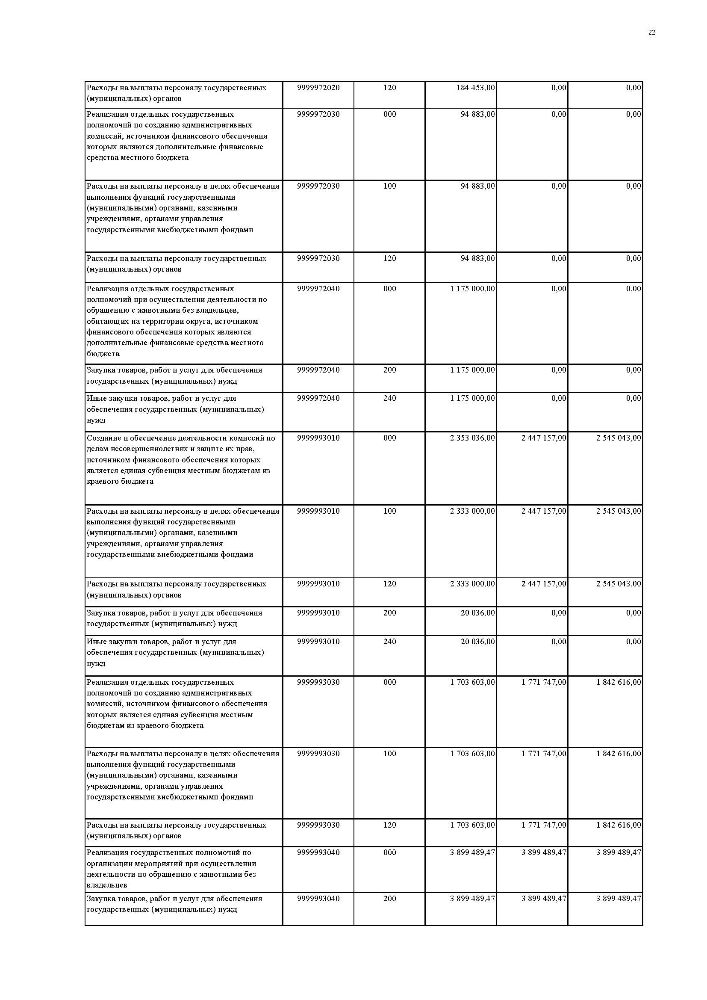 22
Расходы на выплаты персоналу государственных 9999972020 120 184 453,00 0,00 0,00
(муниципальных) органов
Реализация отдельных государственных 9999972030 000 94 883,00 0,00 0,00
полномочий по созданию административных
комиссий, источником финансового обеспечения
которых являются дополнительные финансовые
средства местного бюджета
Расходы на выплаты персоналу в целях обеспечения 9999972030 100 94 883,00 0,00 0,00
выполнения функций государственными
(муниципальными) органами, казенными
учреждениями, органами управления
государственными внебюджетными фондами
Расходы на выплаты персоналу государственных 9999972030 120 94 883,00 0,00 0,00
(муниципальных) органов
Реализация отдельных государственных 9999972040 000 1 175 000,00 0,00 0,00
полномочий при осуществлении деятельности по
обращению с животными без владельцев,
обитающих на территории округа, источником
финансового обеспечения которых являются
дополнительные финансовые средства местного
бюджета
Закупка товаров, работ и услуг для обеспечения 9999972040 200 1 175 000,00 0,00 0,00
государственных (муниципальных) нужд
Иные закупки товаров, работ и услуг для 9999972040 240 1 175 000,00 0,00 0,00
обеспечения государственных (муниципальных)
нужд
Создание и обеспечение деятельности комиссий по 9999993010 000 2 353 036,00 2 447 157,00 2 545 043,00
делам несовершеннолетних и защите их прав,
источником финансового обеспечения которых
является единая субвенция местным бюджетам из
краевого бюджета
Расходы на выплаты персоналу в целях обеспечения 9999993010 100 2 333 000,00 2 447 157,00 2 545 043,00
выполнения функций государственными
(муниципальными) органами, казенными
учреждениями, органами управления
государственными внебюджетными фондами
Расходы на выплаты персоналу государственных 9999993010 120 2 333 000,00 2 447 157,00 2 545 043,00
(муниципальных) органов
Закупка товаров, работ и услуг для обеспечения 9999993010 200 20 036,00 0,00 0,00
государственных (муниципальных) нужд
Иные закупки товаров, работ и услуг для 9999993010 240 20 036,00 0,00 0,00
обеспечения государственных (муниципальных)
нужд
Реализация отдельных государственных 9999993030 000 1 703 603,00 1 771 747,00 1 842 616,00
полномочий по созданию административных
комиссий, источником финансового обеспечения
которых является единая субвенция местным
бюджетам из краевого бюджета
Расходы на выплаты персоналу в целях обеспечения 9999993030 100 1 703 603,00 1 771 747,00 1 842 616,00
выполнения функций государственными
(муниципальными) органами, казенными
учреждениями, органами управления
государственными внебюджетными фондами
Расходы на выплаты персоналу государственных 9999993030 120 1 703 603,00 1 771 747,00 1 842 616,00
(муниципальных) органов
Реализация государственных полномочий по 9999993040 000 3 899 489,47 3 899 489,47 3 899 489,47
организации мероприятий при осуществлении
деятельности по обращению с животными без
владельцев
Закупка товаров, работ и услуг для обеспечения 9999993040 200 3 899 489,47 3 899 489,47 3 899 489,47
государственных (муниципальных) нужд